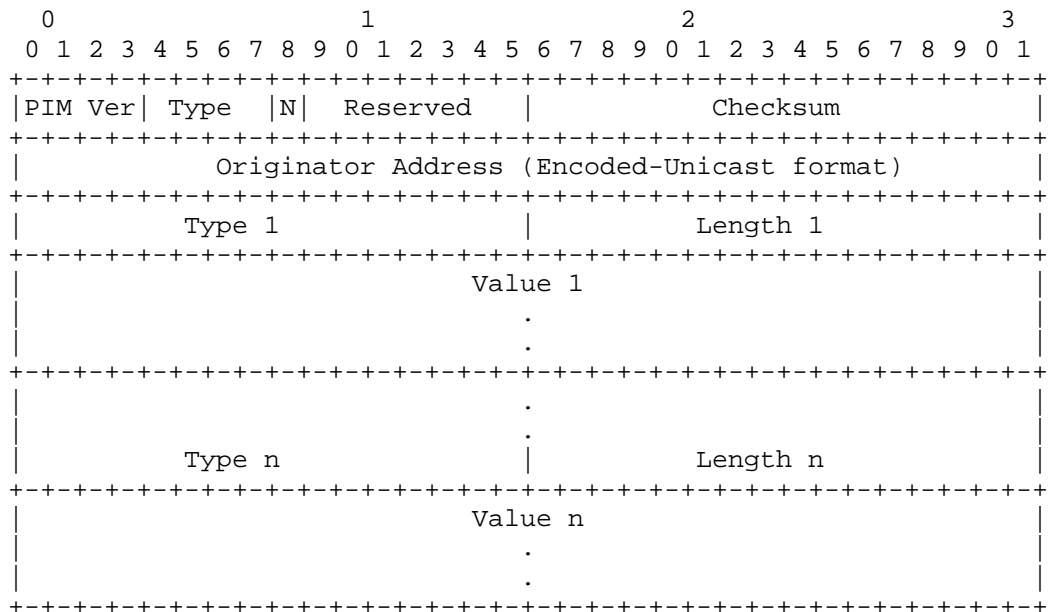 0                   1                   2                   3
    0 1 2 3 4 5 6 7 8 9 0 1 2 3 4 5 6 7 8 9 0 1 2 3 4 5 6 7 8 9 0 1
   +-+-+-+-+-+-+-+-+-+-+-+-+-+-+-+-+-+-+-+-+-+-+-+-+-+-+-+-+-+-+-+-+
   |PIM Ver| Type  |N|  Reserved   |           Checksum            |
   +-+-+-+-+-+-+-+-+-+-+-+-+-+-+-+-+-+-+-+-+-+-+-+-+-+-+-+-+-+-+-+-+
   |            Originator Address (Encoded-Unicast format)        |
   +-+-+-+-+-+-+-+-+-+-+-+-+-+-+-+-+-+-+-+-+-+-+-+-+-+-+-+-+-+-+-+-+
   |          Type 1               |          Length 1             |
   +-+-+-+-+-+-+-+-+-+-+-+-+-+-+-+-+-+-+-+-+-+-+-+-+-+-+-+-+-+-+-+-+
   |                            Value 1                            |
   |                               .                               |
   |                               .                               |
   +-+-+-+-+-+-+-+-+-+-+-+-+-+-+-+-+-+-+-+-+-+-+-+-+-+-+-+-+-+-+-+-+
   |                               .                               |
   |                               .                               |
   |          Type n               |          Length n             |
   +-+-+-+-+-+-+-+-+-+-+-+-+-+-+-+-+-+-+-+-+-+-+-+-+-+-+-+-+-+-+-+-+
   |                            Value n                            |
   |                               .                               |
   |                               .                               |
   +-+-+-+-+-+-+-+-+-+-+-+-+-+-+-+-+-+-+-+-+-+-+-+-+-+-+-+-+-+-+-+-+